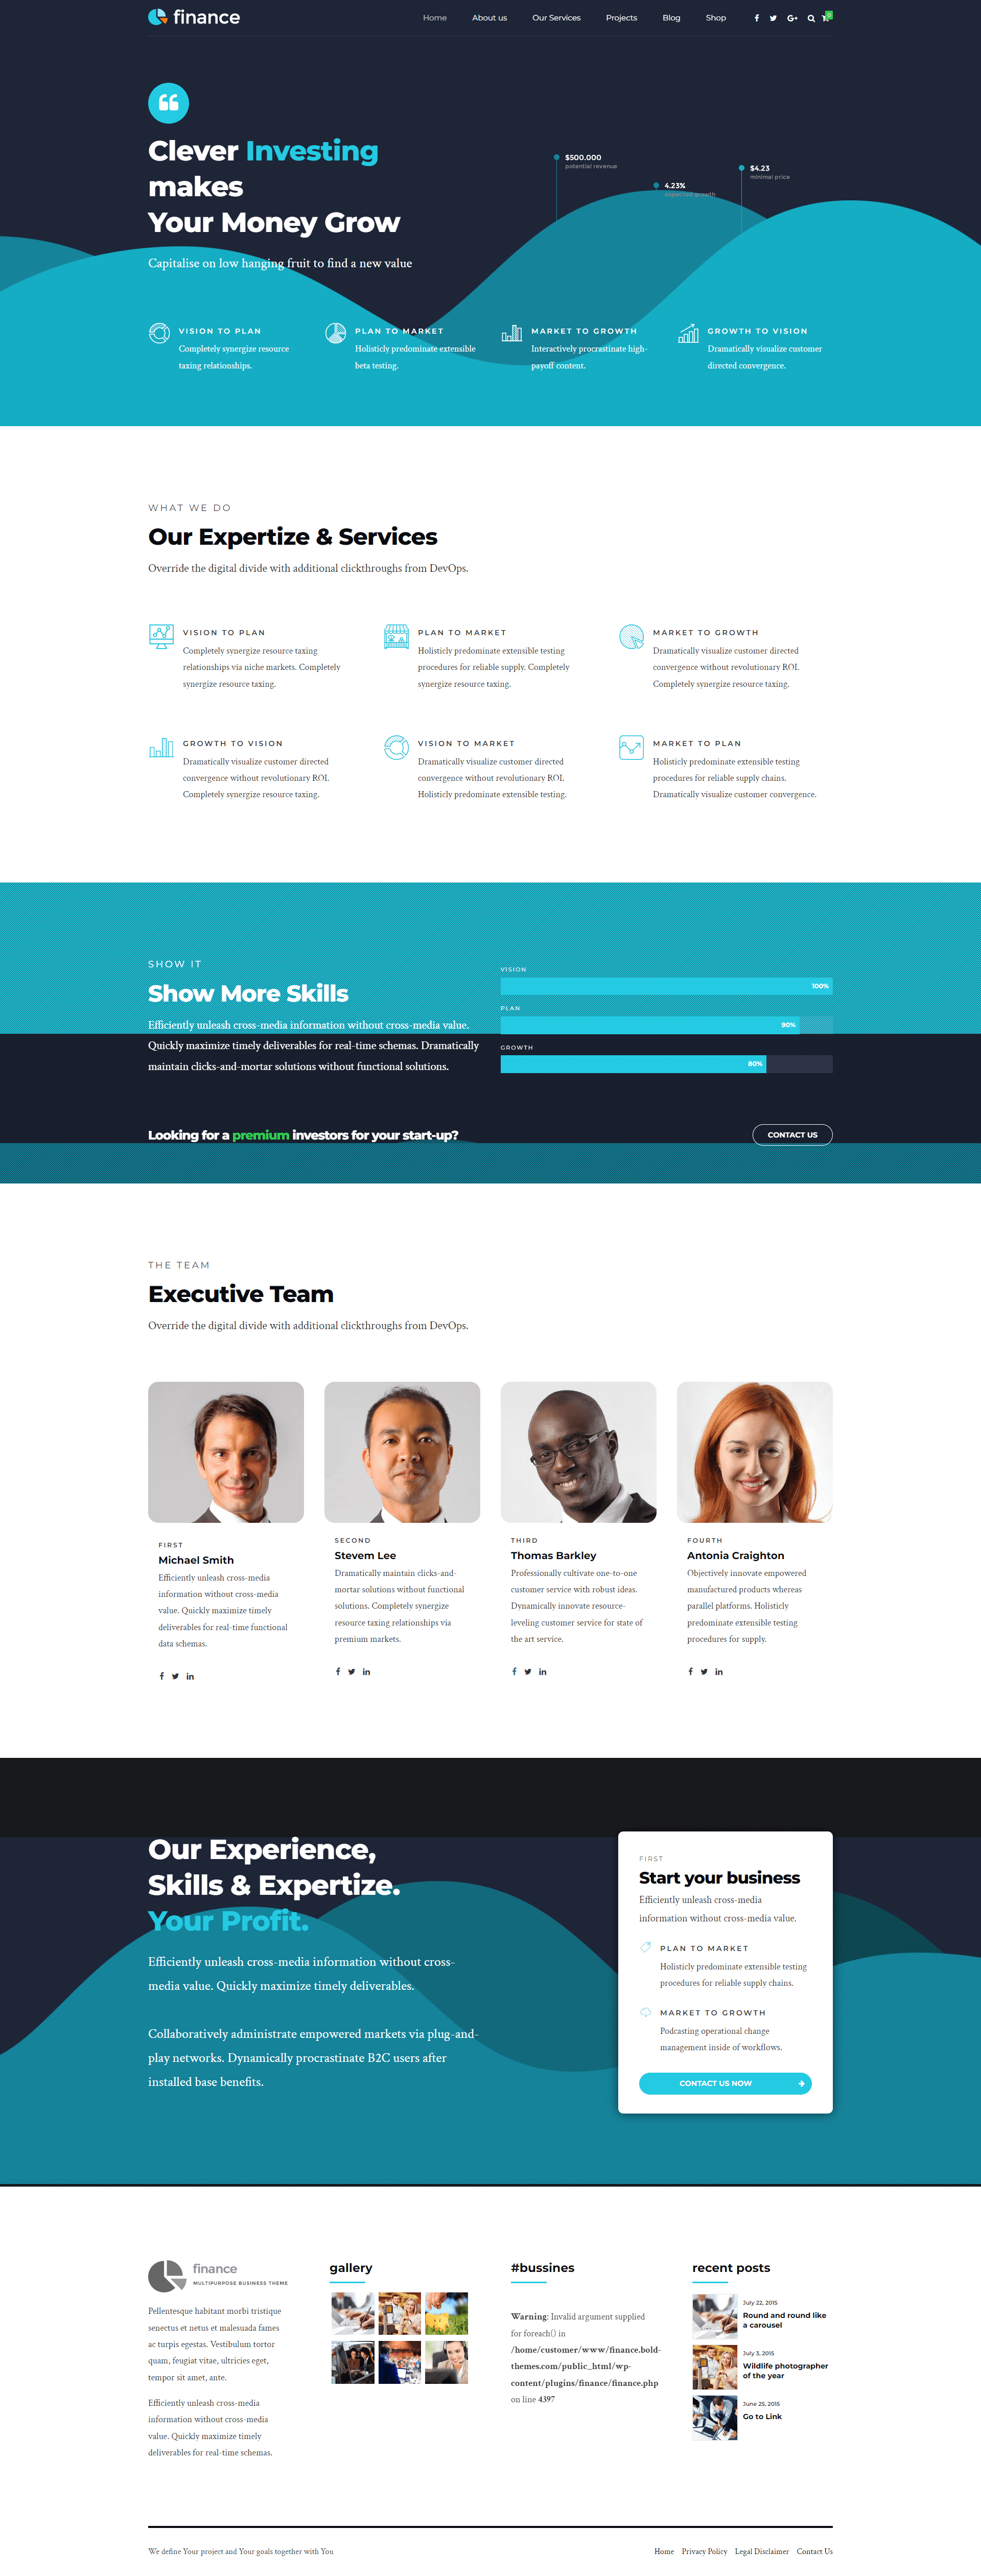 finance
Home About us Our Services Projects Blog Shop
0
Clever Investing
makes
Your Money Grow
Capitalise on low hanging fruit to find a new value
$500.000
potential revenue
4.23%
expected growth
$4.23
minimal price
VISION TO PLAN
Completely synergize resource
taxing relationships.
PLAN TO MARKET
Holisticly predominate extensible
beta testing.
MARKET TO GROWTH
Interactively procrastinate high-
payoff content.
GROWTH TO VISION
Dramatically visualize customer
directed convergence.
WHAT WE DO
Our Expertize & Services
Override the digital divide with additional clickthroughs from DevOps.
VISION TO PLAN
Completely synergize resource taxing
relationships via niche markets. Completely
synergize resource taxing.
PLAN TO MARKET
Holisticly predominate extensible testing
procedures for reliable supply. Completely
synergize resource taxing.
MARKET TO GROWTH
Dramatically visualize customer directed
convergence without revolutionary ROI.
Completely synergize resource taxing.
GROWTH TO VISION
Dramatically visualize customer directed
convergence without revolutionary ROI.
Completely synergize resource taxing.
VISION TO MARKET
Dramatically visualize customer directed
convergence without revolutionary ROI.
Holisticly predominate extensible testing.
MARKET TO PLAN
Holisticly predominate extensible testing
procedures for reliable supply chains.
Dramatically visualize customer convergence.
SHOW IT
Show More Skills
Efficiently unleash cross-media information without cross-media value.
Quickly maximize timely deliverables for real-time schemas. Dramatically
maintain clicks-and-mortar solutions without functional solutions.
VISION
100%
PLAN
90%
GROWTH
80%
Looking for a premium investors for your start-up?
CONTACT US
THE TEAM
Executive Team
Override the digital divide with additional clickthroughs from DevOps.
FIRST
Michael Smith
Efficiently unleash cross-media
information without cross-media
value. Quickly maximize timely
deliverables for real-time functional
data schemas.
SECOND
Stevem Lee
Dramatically maintain clicks-and-
mortar solutions without functional
solutions. Completely synergize
resource taxing relationships via
premium markets.
THIRD
Thomas Barkley
Professionally cultivate one-to-one
customer service with robust ideas.
Dynamically innovate resource-
leveling customer service for state of
the art service.
FOURTH
Antonia Craighton
Objectively innovate empowered
manufactured products whereas
parallel platforms. Holisticly
predominate extensible testing
procedures for supply.
Our Experience,
Skills & Expertize.
Your Profit.
Efficiently unleash cross-media information without cross-
media value. Quickly maximize timely deliverables.
Collaboratively administrate empowered markets via plug-and-
play networks. Dynamically procrastinate B2C users after
installed base benefits.
FIRST
Start your business
Efficiently unleash cross-media
information without cross-media value.
PLAN TO MARKET
Holisticly predominate extensible testing
procedures for reliable supply chains.
MARKET TO GROWTH
Podcasting operational change
management inside of workflows.
CONTACT US NOW
finance
MULTIPURPOSE BUSINESS THEME
Pellentesque habitant morbi tristique
senectus et netus et malesuada fames
ac turpis egestas. Vestibulum tortor
quam, feugiat vitae, ultricies eget,
tempor sit amet, ante.
Efficiently unleash cross-media
information without cross-media
value. Quickly maximize timely
deliverables for real-time schemas.
gallery
#bussines
Warning: Invalid argument supplied
for foreach() in
/home/customer/www/finance.bold-
themes.com/public_html/wp-
content/plugins/finance/finance.php
on line 4397
recent posts
July 22, 2015
Round and round like
a carousel
July 3, 2015
Wildlife photographer
of the year
June 25, 2015
Go to Link
We define Your project and Your goals together with You
Home Privacy Policy Legal Disclaimer Contact Us